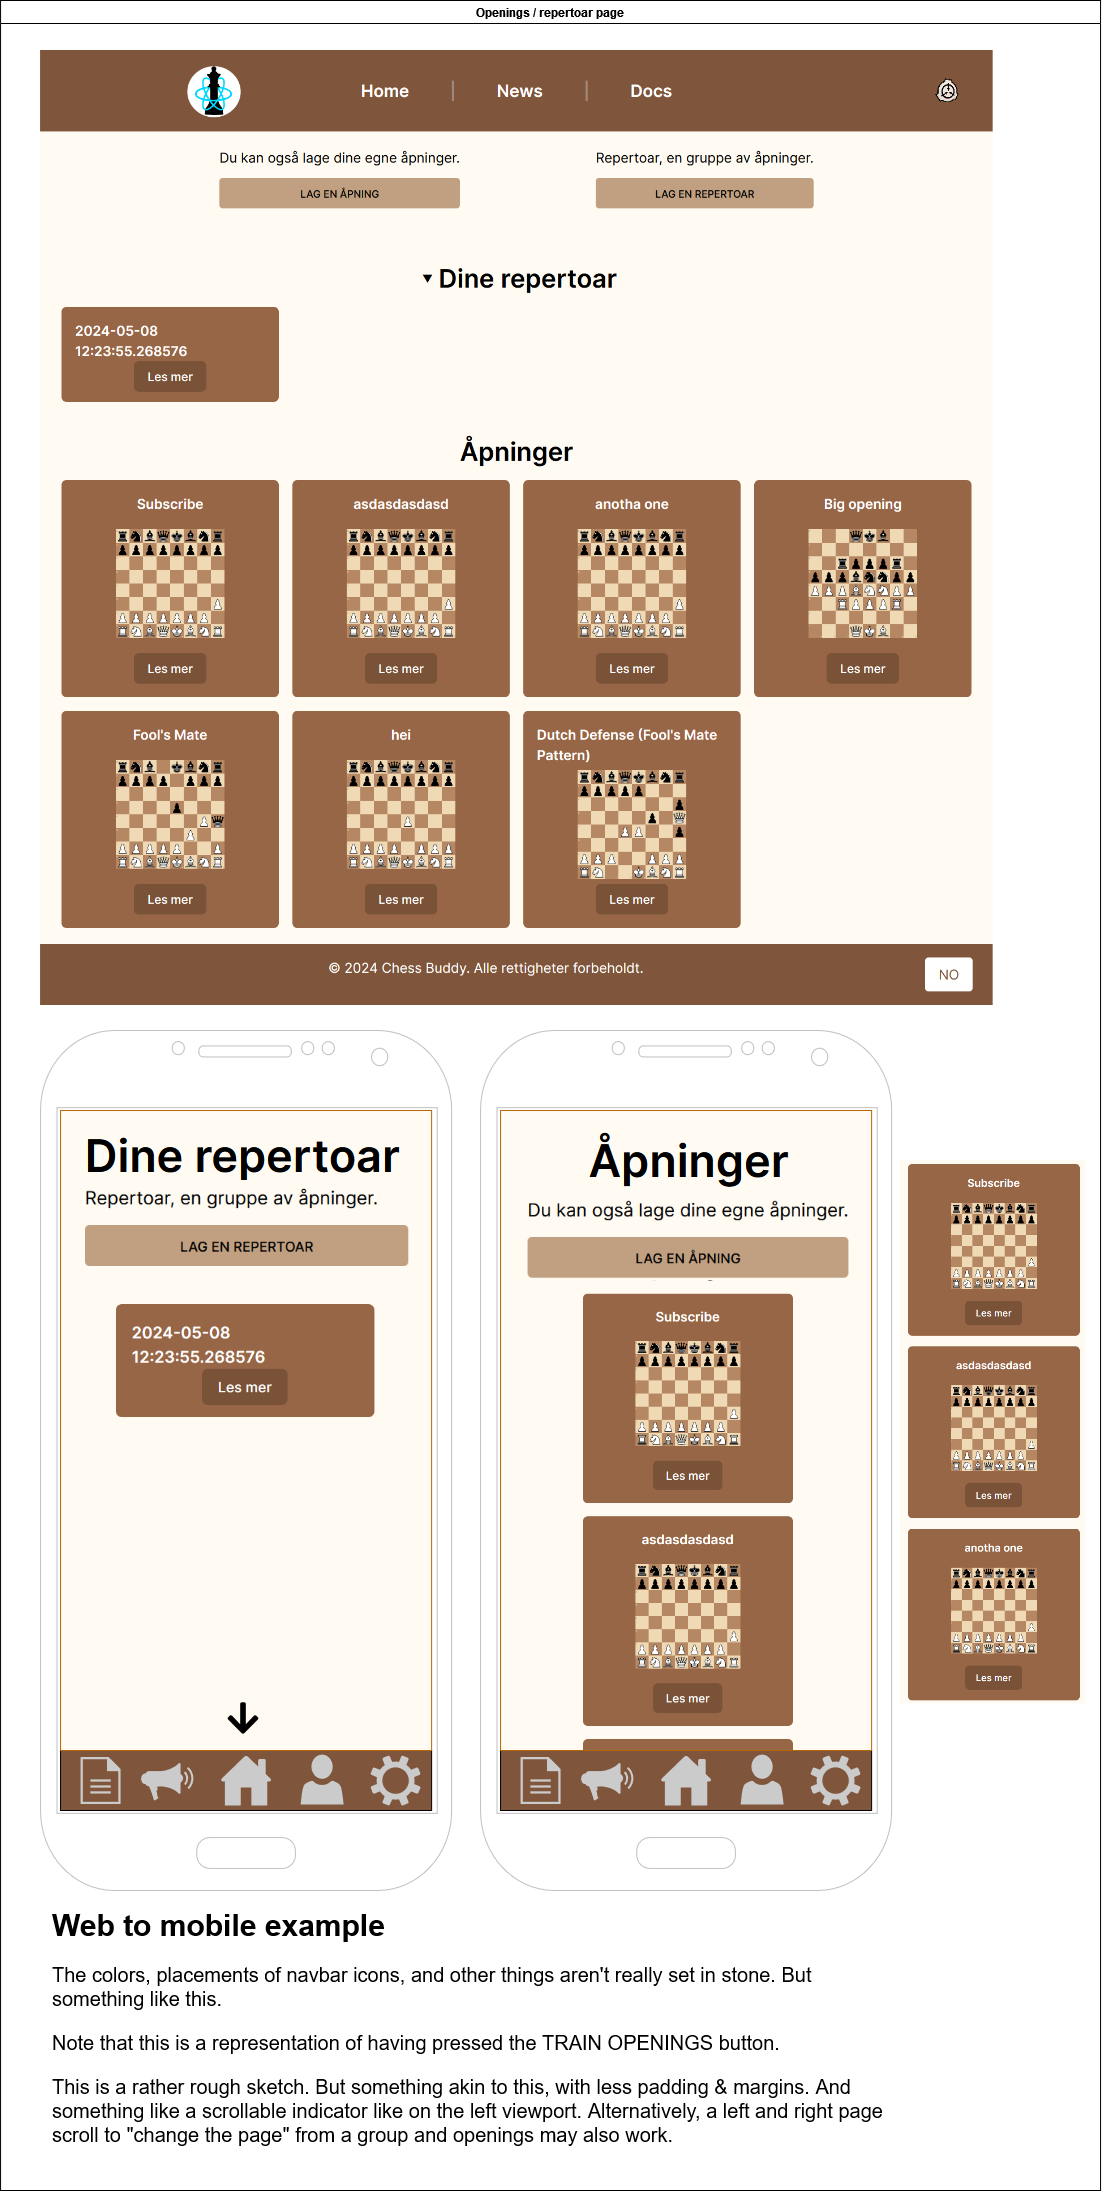 Openings / repertoar page
Home
News
Docs
Du kan også lage dine egne åpninger.
LAG EN ÅPNING
Repertoar, en gruppe av åpninger.
LAG EN REPERTOAR
Dine repertoar
2024-05-08
12:23:55.268576
Les mer
Åpninger
Subscribe
Les mer
asdasdasdasd
Les mer
anotha one
Les mer
Big opening
Les mer
Fool's Mate
Les mer
hei
Les mer
Dutch Defense (Fool's Mate
Pattern)
Les mer
© 2024 Chess Buddy. Alle rettigheter forbeholdt.
NO
Dine repertoar
Repertoar, en gruppe av åpninger.
LAG EN REPERTOAR
2024-05-08
12:23:55.268576
Les mer
Åpninger
Du kan også lage dine egne åpninger.
LAG EN ÅPNING
Subscribe
Les mer
asdasdasdasd
Les mer
Subscribe
Les mer
asdasdasdasd
Les mer
anotha one
Les mer
Web to mobile example
The colors, placements of navbar icons, and other things aren't really set in stone. But
something like this.
Note that this is a representation of having pressed the TRAIN OPENINGS button.
This is a rather rough sketch. But something akin to this, with less padding & margins. And
something like a scrollable indicator like on the left viewport. Alternatively, a left and right page
scroll to "change the page" from a group and openings may also work.